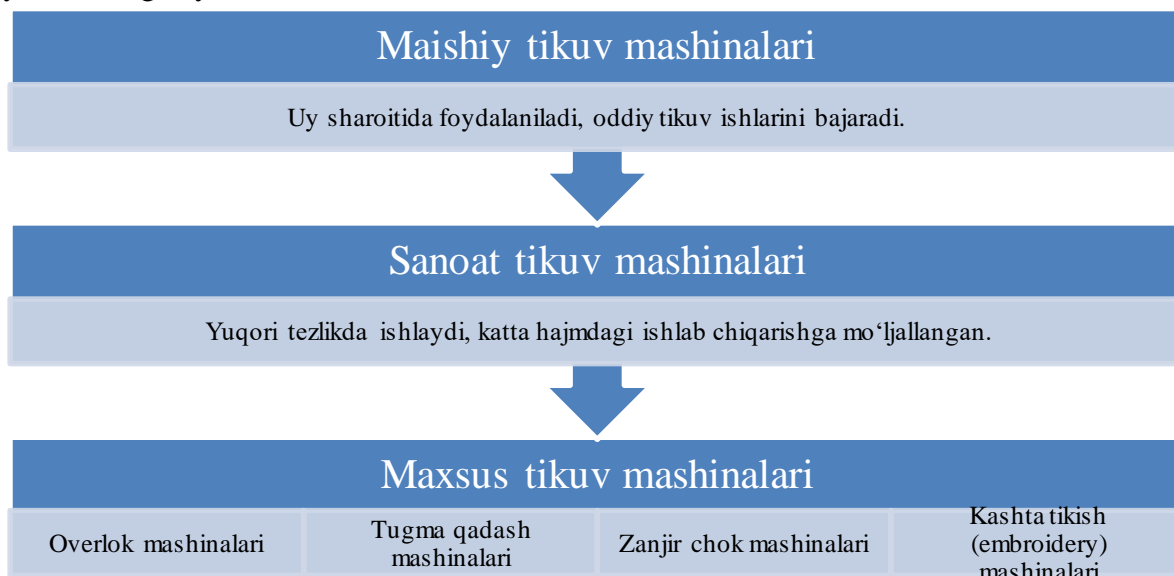 Maishiy tikuv mashinalari
Uy sharoitida foydalaniladi, oddiy tikuv ishlarini bajaradi.
Sanoat tikuv mashinalari
Yuqori tezlikda ishlaydi, katta hajmdagi ishlab chiqarishga mo‘ljallangan.
Maxsus tikuv mashinalari
Overlok mashinalari
Tugma qadash
mashinalari
Zanjir chok mashinalari
Kashta tikish
(embroidery)
mashinalari